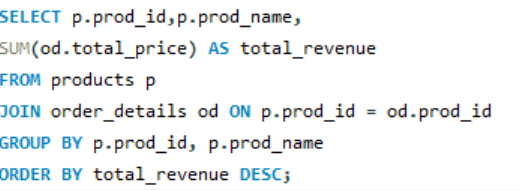 SELECT p.prod_id,p.prod_name,
SUM(od.total_price) AS total_revenue
FROM products p
JOIN order_details od ON p.prod_id = od.prod_id
GROUP BY p.prod_id, p.prod_name
ORDER BY total_revenue DESC;